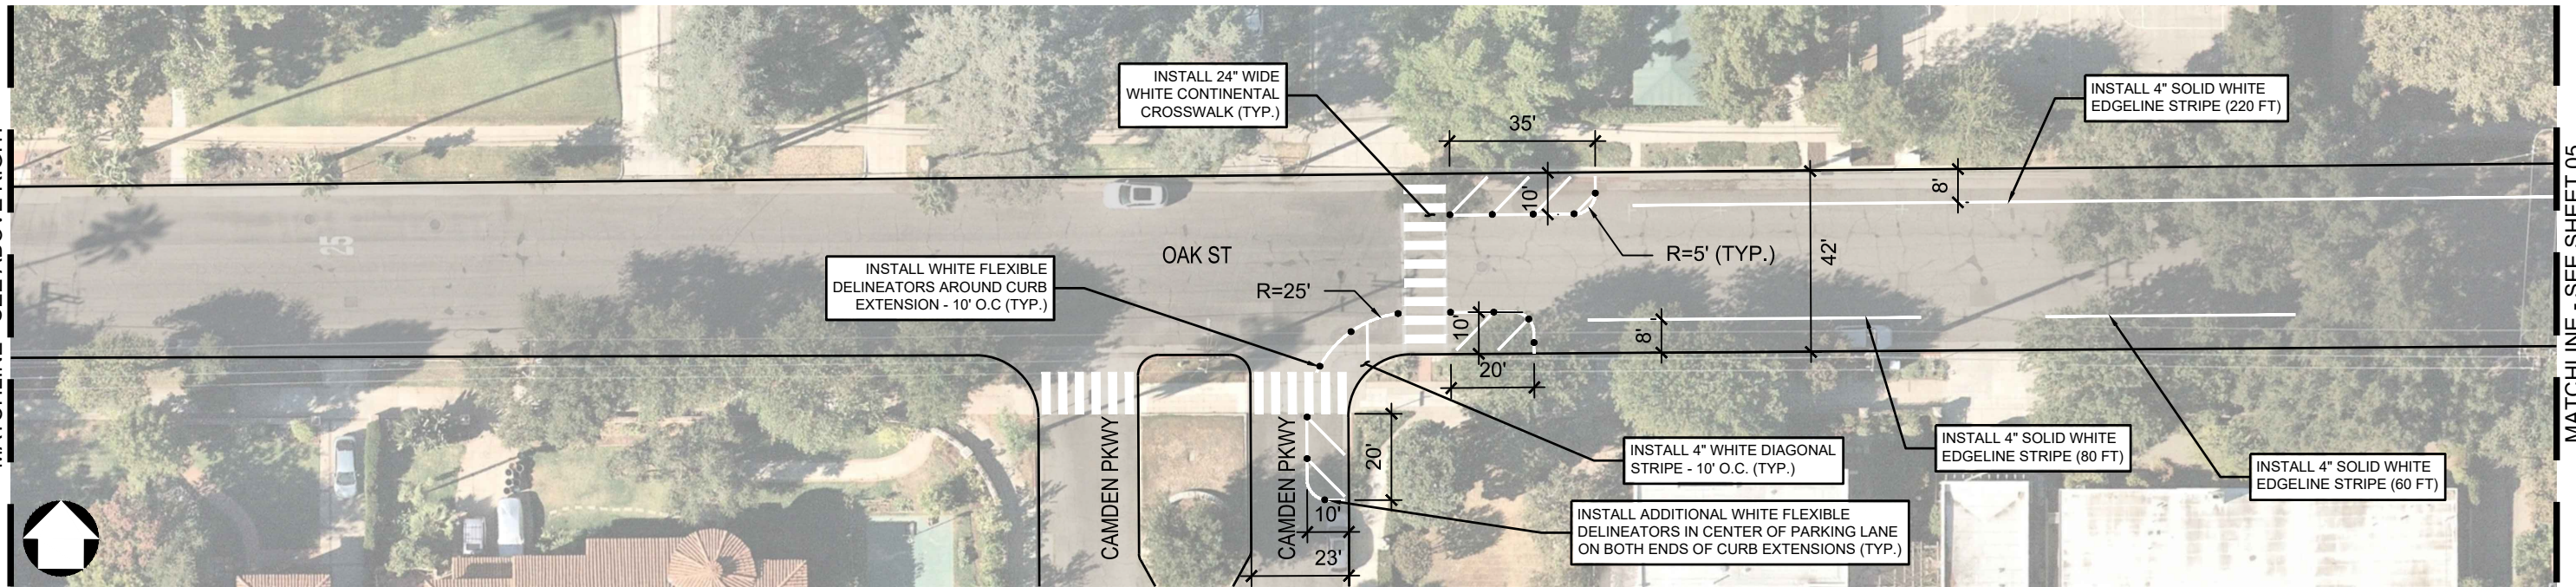 INSTALL 24" WIDE
WHITE CONTINENTAL
CROSSWALK (TYP.)
35'
INSTALL 4" SOLID WHITE
EDGELINE STRIPE (220 FT)
10'
8'
25
OAK ST
R=5' (TYP.)
42'
INSTALL WHITE FLEXIBLE
DELINEATORS AROUND CURB
EXTENSION - 10' O.C (TYP.)
R=25'
10'
8'
20'
CAMDEN PKWY
CAMDEN PKWY
20'
10'
23'
INSTALL 4" WHITE DIAGONAL
STRIPE - 10' O.C. (TYP.)
INSTALL 4" SOLID WHITE
EDGELINE STRIPE (80 FT)
INSTALL 4" SOLID WHITE
EDGELINE STRIPE (60 FT)
INSTALL ADDITIONAL WHITE FLEXIBLE
DELINEATORS IN CENTER OF PARKING LANE
ON BOTH ENDS OF CURB EXTENSIONS (TYP.)
MATCHLINE - SEE SHEET 05